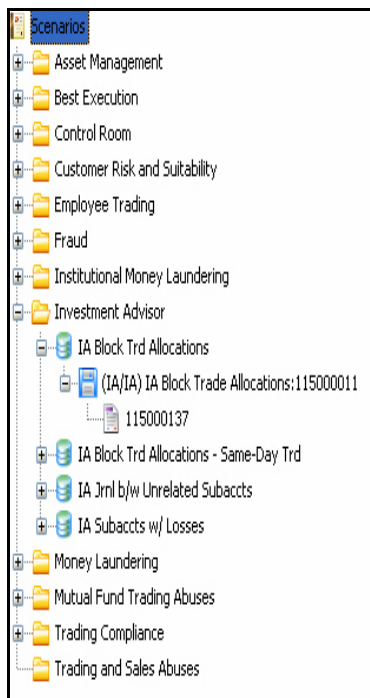 Scenarios
Asset Management
Best Execution
Control Room
Customer Risk and Suitability
Employee Trading
Fraud
Institutional Money Laundering
Investment Advisor
IA Block Trd Allocations
(IA/IA) IA Block Trade Allocations:115000011
115000137
IA Block Trd Allocations - Same-Day Trd
IA Jrnl b/w Unrelated Subaccts
IA Subaccts w/ Losses
Money Laundering
Mutual Fund Trading Abuses
Trading Compliance
Trading and Sales Abuses